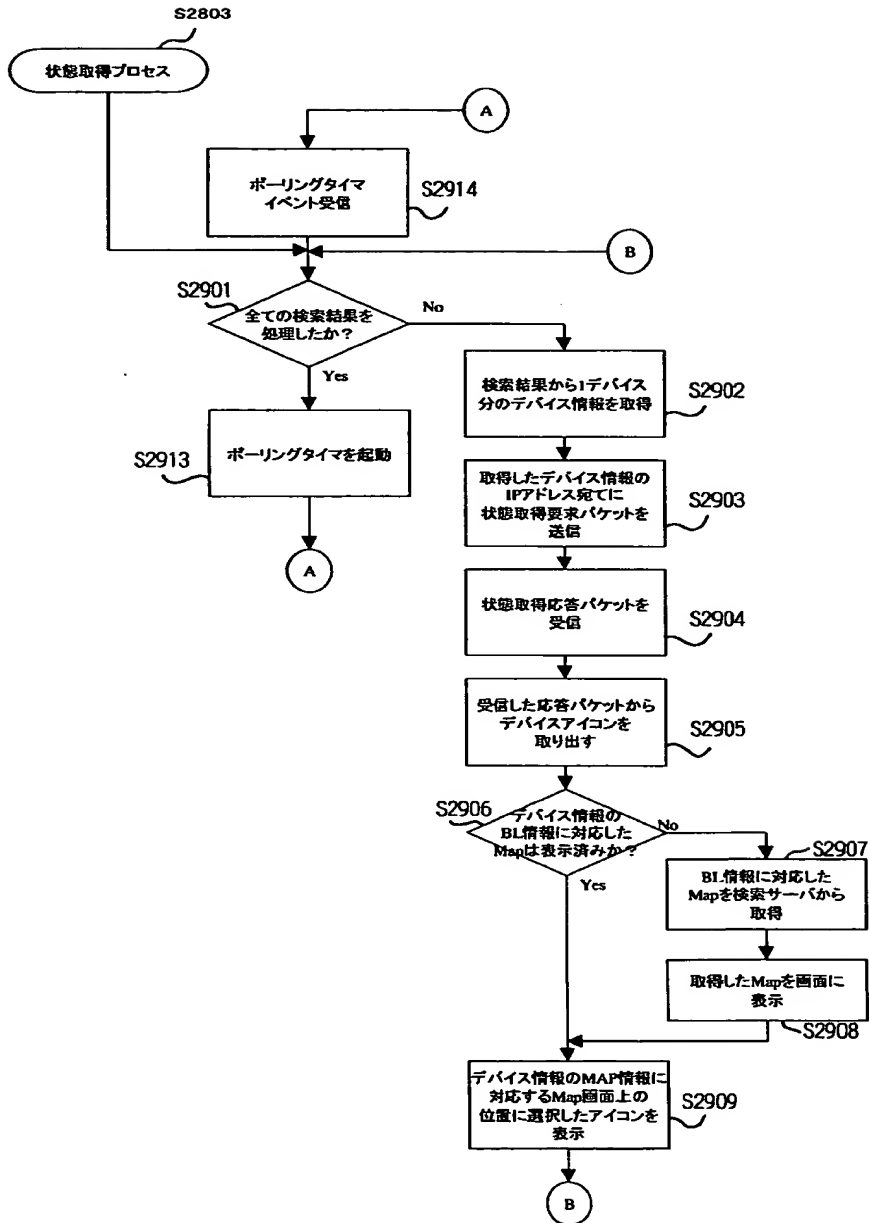 S2803
状態取得プロセス
A
ポーリングタイマ
イベント受信
S2914
B
S2901
全ての検索結果を
処理したか?
No
Yes
検索結果から1デバイス
分のデバイス情報を取得
S2902
S2913
ポーリングタイマを起動
A
取得したデバイス情報の
IPアドレス宛てに
状態取得要求パケットを
送信
S2903
状態取得応答パケットを
受信
S2904
受信した応答パケットから
デバイスアイコンを
取り出す
S2905
S2906
デバイス情報の
BL情報に対応した
Mapは表示済みか?
No
Yes
S2907
BL情報に対応した
Mapを検索サーバから
取得
取得したMapを画面に
表示
S2908
デバイス情報のMAP情報に
対応するMap画面上の
位置に選択したアイコンを
表示
S2909
B